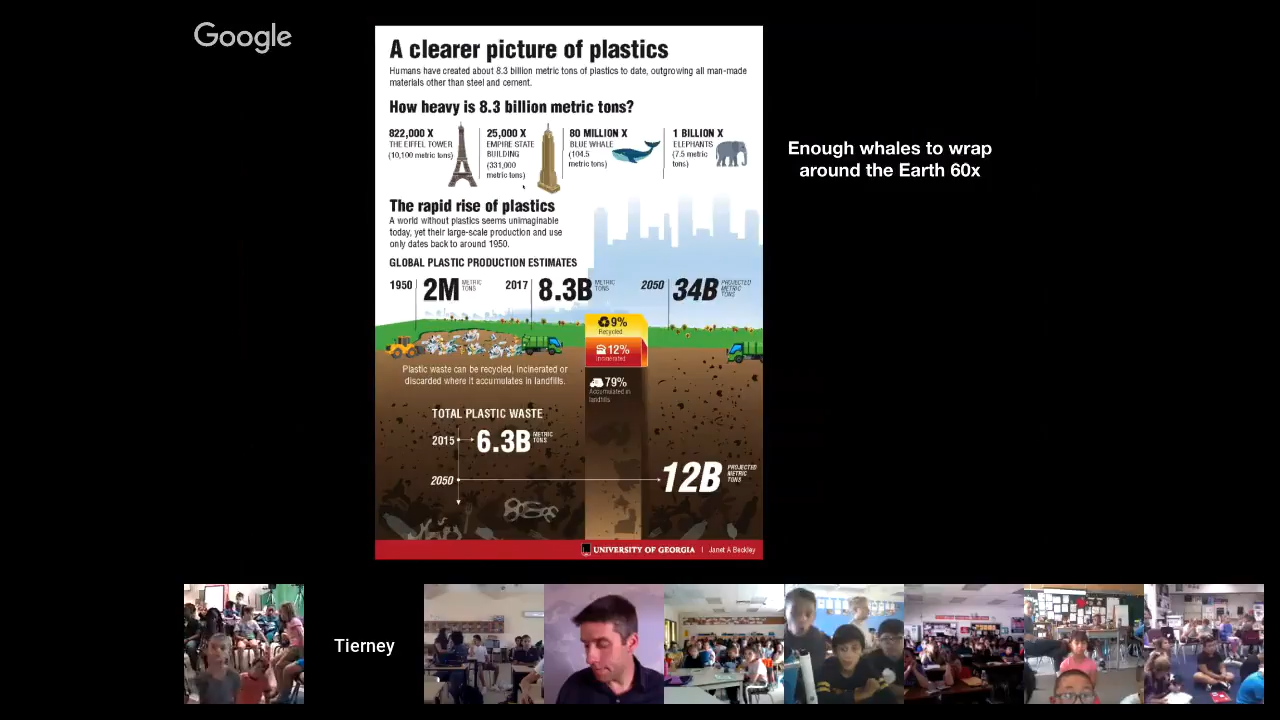 Google
A clearer picture of plastics
Humans have created about 8.3 billion metric tons of plastics to date, outgrowing all man-made
materials other than steel and cement.
How heavy is 8.3 billion metric tons?
822,000 X
THE EIFFEL TOWER
(10,100 metric tons)
25,000 X
EMPIRE STATE
BUILDING
(331,000
metric tons)
80 MILLION X
BLUE WHALE
(104.5
metric tons)
1 BILLION X
ELEPHANTS
(7.5 metric
tons)
Enough whales to wrap
around the Earth 60x
The rapid rise of plastics
A world without plastics seems unimaginable
today, yet their large-scale production and use
only dates back to around 1950.
GLOBAL PLASTIC PRODUCTION ESTIMATES
1950 2M METRIC
TONS
2017 8.3B METRIC
TONS
2050 34B PROJECTED
METRIC
TONS
9%
Recycled
12%
Incinerated
79%
Accumulated in
landfills
Plastic waste can be recycled, incinerated or
discarded where it accumulates in landfills.
TOTAL PLASTIC WASTE
2015 6.3B METRIC
TONS
2050 12B PROJECTED
METRIC
TONS
UNIVERSITY OF GEORGIA | Janet A Beckley
Tierney